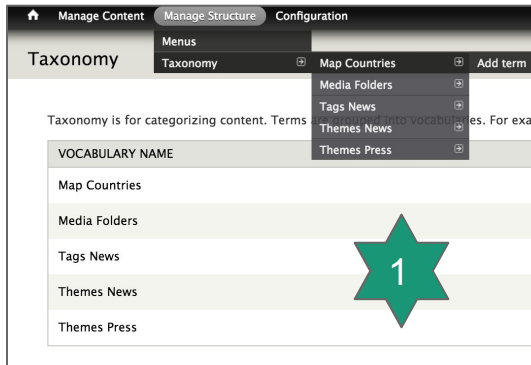 Manage Content Manage Structure Configuration
Menus
Taxonomy
Taxonomy Map Countries Add term
Media Folders
Tags News
Themes News
Themes Press
Taxonomy is for categorizing content. Terms are grouped into vocabularies. For exa
VOCABULARY NAME
Map Countries
Media Folders
Tags News
1
Themes News
Themes Press